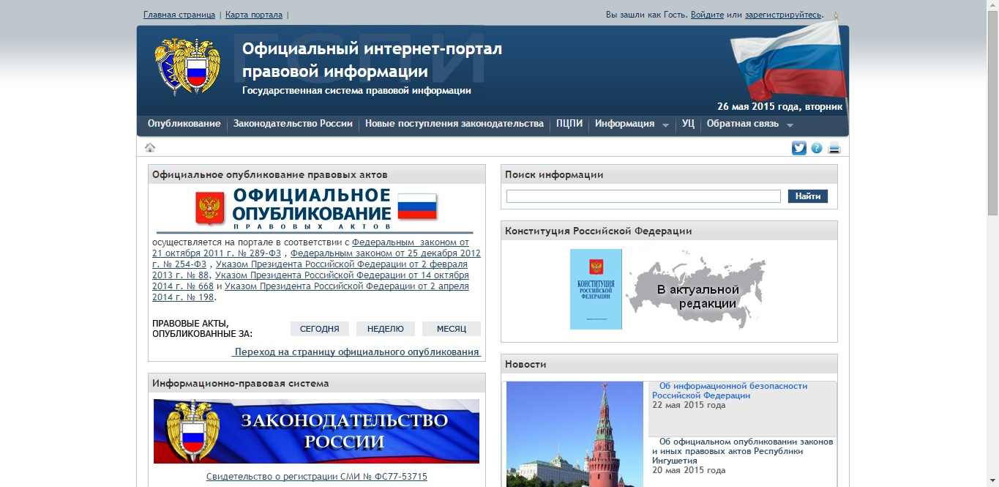 Главная страница | Карта портала |
Вы зашли как Гость. Войдите или зарегистрируйтесь.
ГСПИ
Официальный интернет-портал
правовой информации
Государственная система правовой информации
26 мая 2015 года, вторник
Опубликование Законодательство России Новые поступления законодательства ПЦПИ Информация УЦ Обратная связь
?
Официальное опубликование правовых актов
ОФИЦИАЛЬНОЕ
ОПУБЛИКОВАНИЕ
ПРАВОВЫХ АКТОВ
осуществляется на портале в соответствии с Федеральным законом от
21 октября 2011 г. № 289-ФЗ , Федеральным законом от 25 декабря 2012
г. № 254-ФЗ , Указом Президента Российской Федерации от 2 февраля
2013 г. № 88, Указом Президента Российской Федерации от 14 октября
2014 г. № 668 и Указом Президента Российской Федерации от 2 апреля
2014 г. № 198.
ПРАВОВЫЕ АКТЫ,
ОПУБЛИКОВАННЫЕ ЗА:
СЕГОДНЯ НЕДЕЛЮ МЕСЯЦ
Переход на страницу официального опубликования
Информационно-правовая система
ЗАКОНОДАТЕЛЬСТВО
РОССИИ
Свидетельство о регистрации СМИ № ФС77-53715
Поиск информации
Найти
Конституция Российской Федерации
КОНСТИТУЦИЯ
РОССИЙСКОЙ
ФЕДЕРАЦИИ
В актуальной
редакции
Новости
Об информационной безопасности
Российской Федерации
22 мая 2015 года
Об официальном опубликовании законов
и иных правовых актов Республики
Ингушетия
20 мая 2015 года